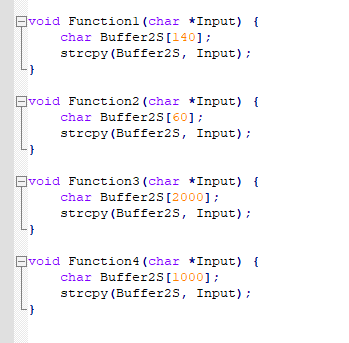 void Function1(char *Input) {
char Buffer2S[140];
strcpy(Buffer2S, Input);
}
void Function2(char *Input) {
char Buffer2S[60];
strcpy(Buffer2S, Input);
}
void Function3(char *Input) {
char Buffer2S[2000];
strcpy(Buffer2S, Input);
}
void Function4(char *Input) {
char Buffer2S[1000];
strcpy(Buffer2S, Input);
}